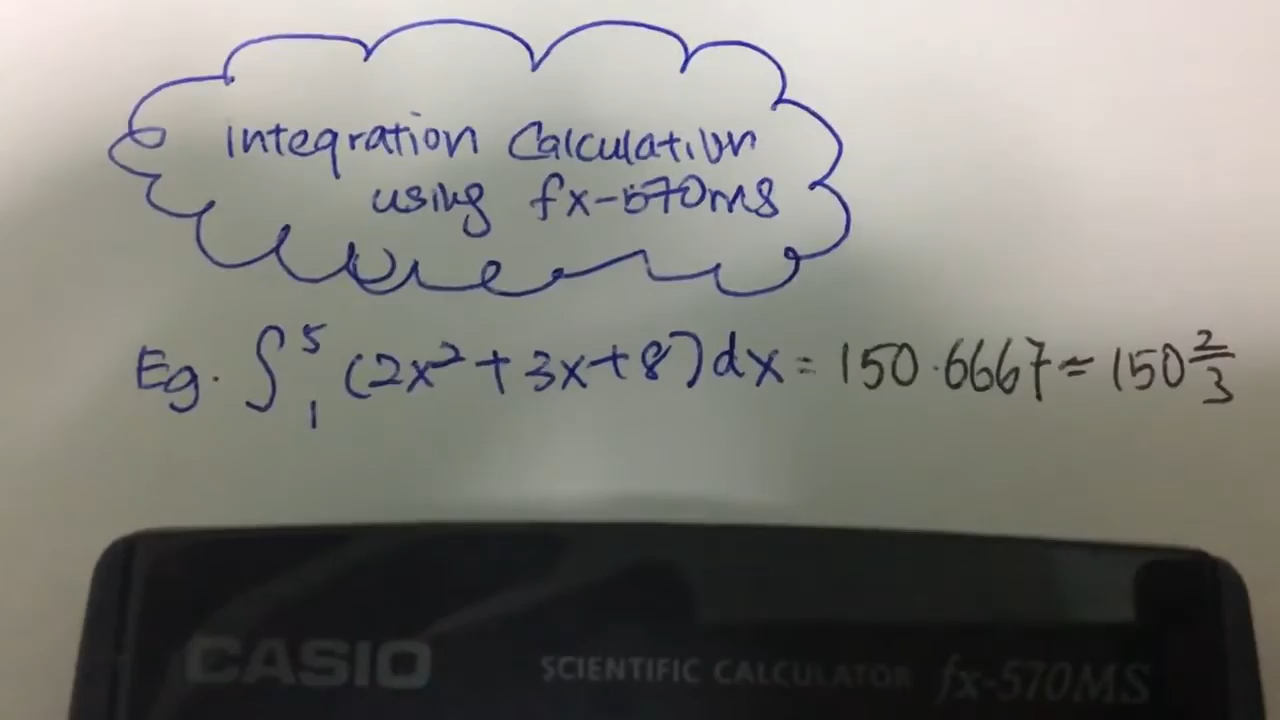 integration Calculation
using fx-570ms
Eg. ∫₁⁵ (2x² + 3x + 8) dx = 150.6667 = 150 2/3
CASIO SCIENTIFIC CALCULATOR fx-570MS